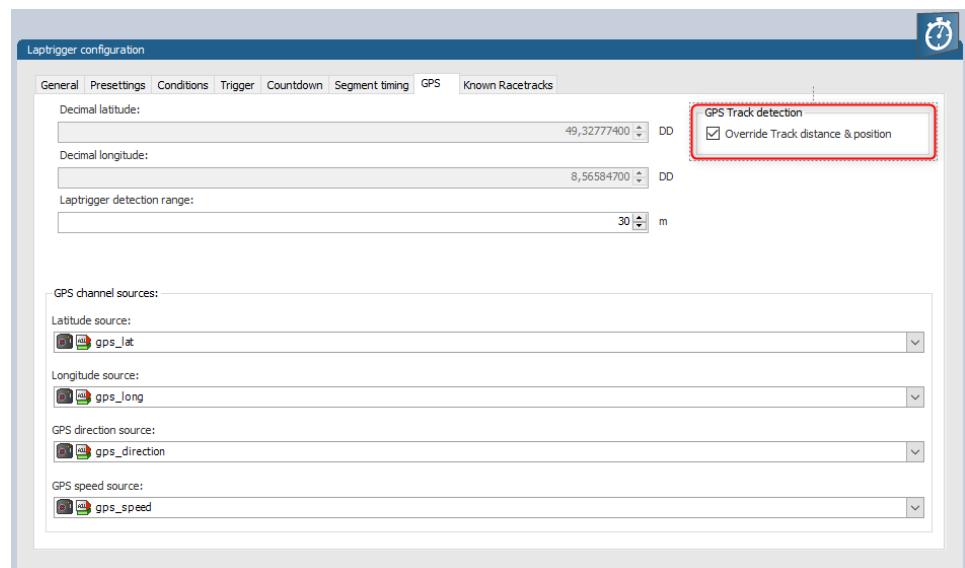 Laptrigger configuration
General Presettings Conditions Trigger Countdown Segment timing GPS Known Racetracks
Decimal latitude:
49,32777400 DD
Decimal longitude:
8,56584700 DD
Laptrigger detection range:
30 m
GPS Track detection
Override Track distance & position
GPS channel sources:
Latitude source:
gps_lat
Longitude source:
gps_long
GPS direction source:
gps_direction
GPS speed source:
gps_speed